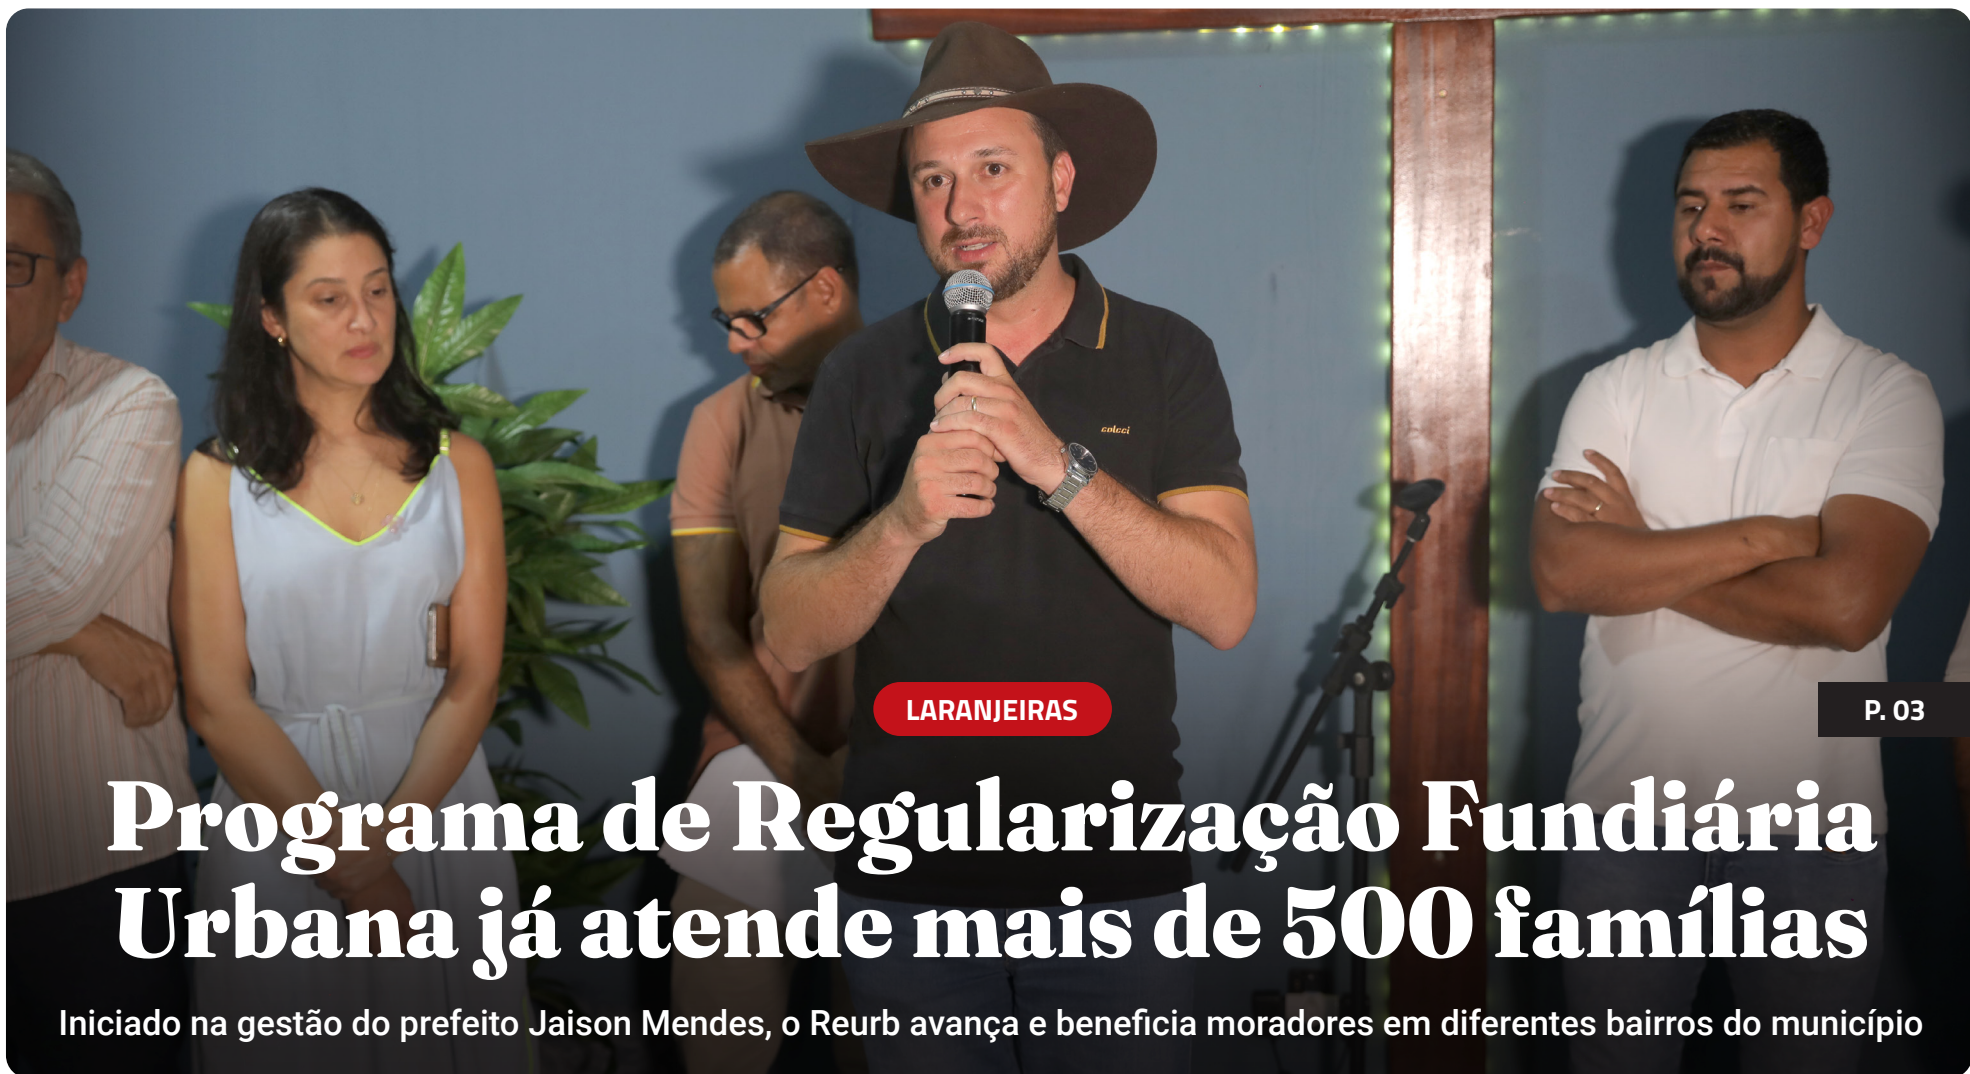 colcci
LARANJEIRAS
P. 03
Programa de Regularização Fundiária
Urbana já atende mais de 500 famílias
Iniciado na gestão do prefeito Jaison Mendes, o Reurb avança e beneficia moradores em diferentes bairros do município